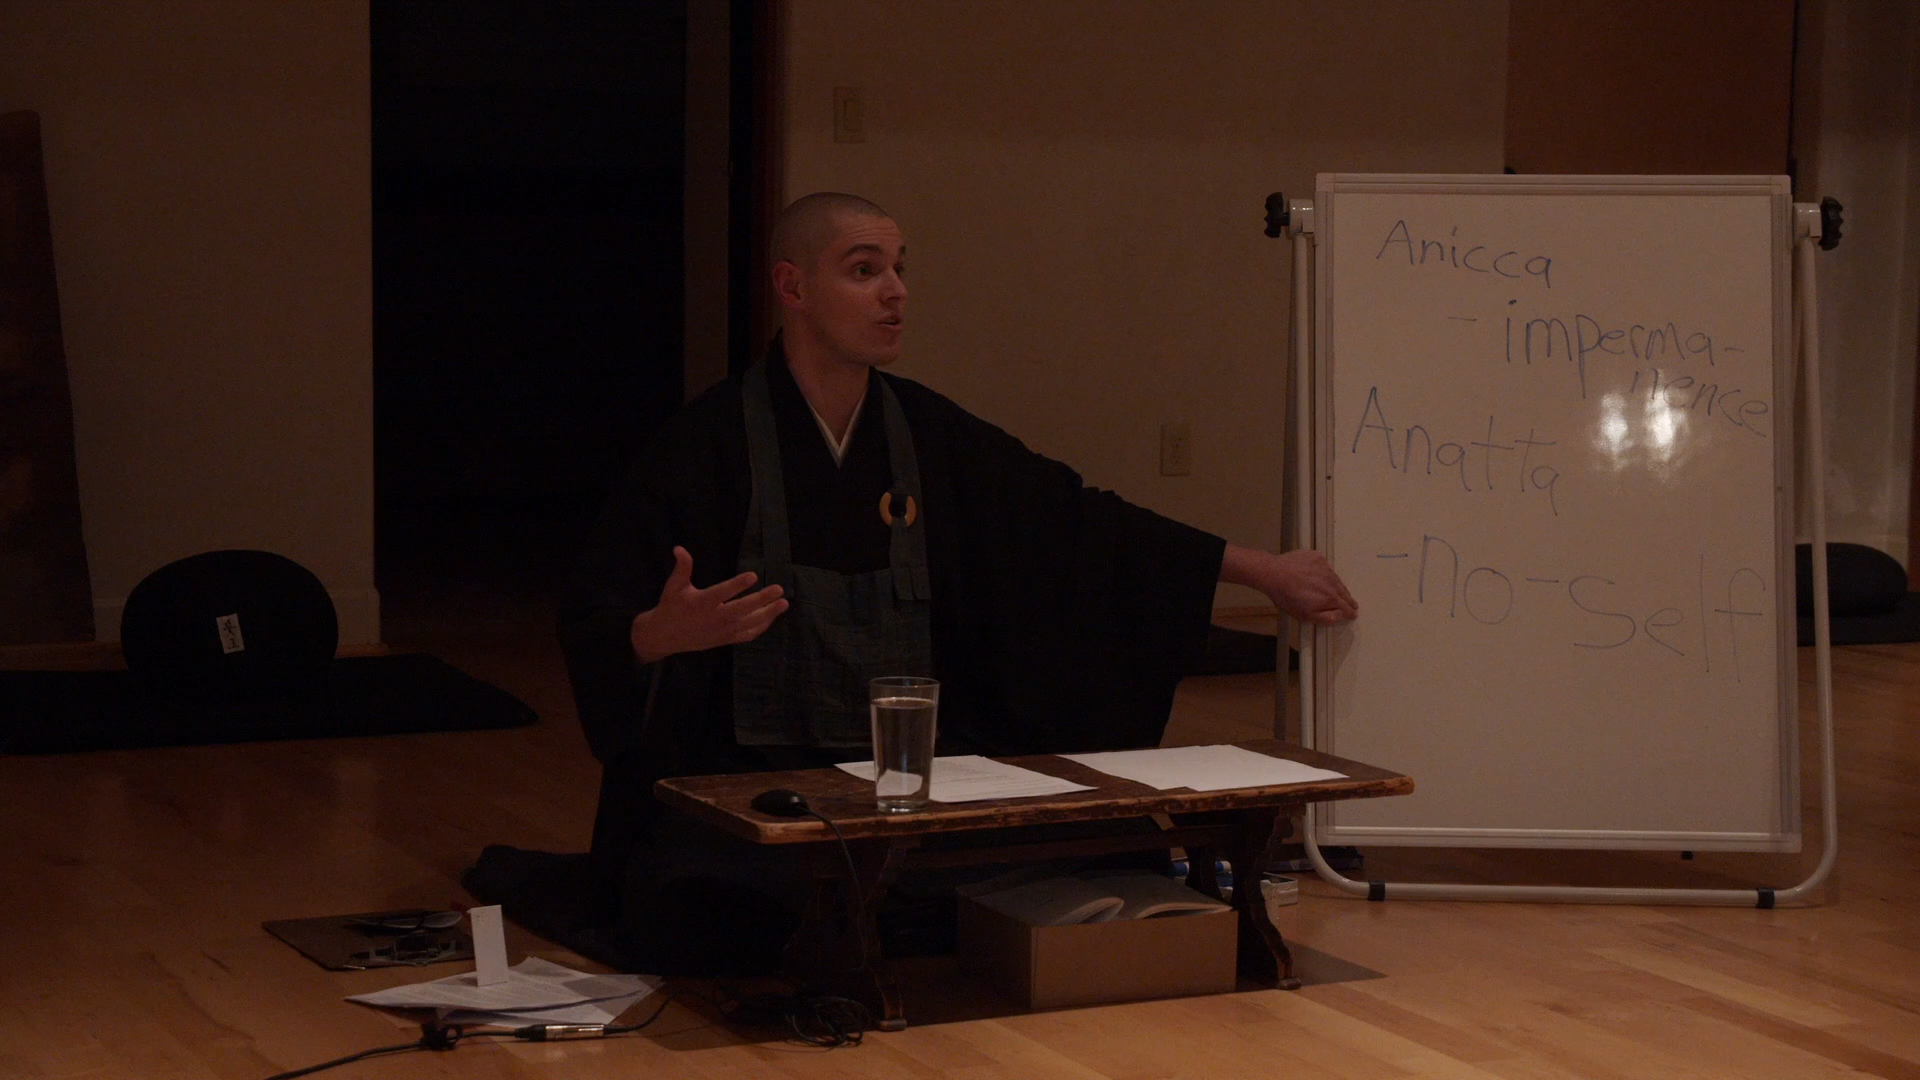 Anicca
- imperma-
nence
Anatta
- no-self